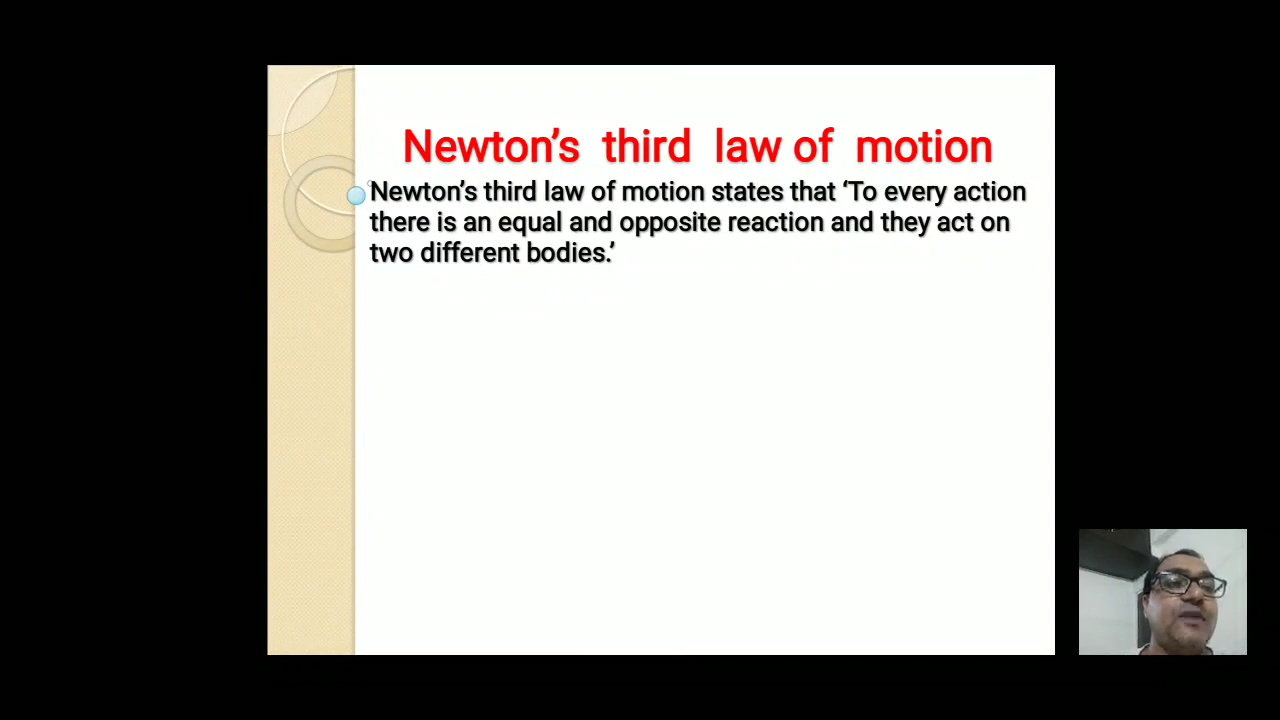 Newton’s third law of motion
Newton’s third law of motion states that ‘To every action
there is an equal and opposite reaction and they act on
two different bodies.’